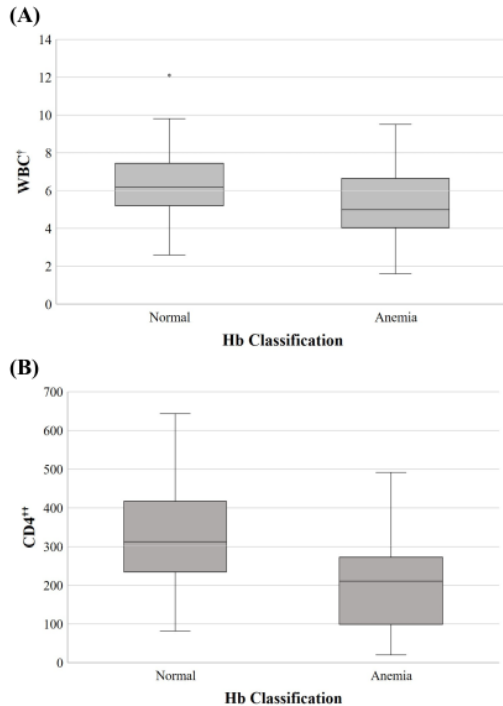 (A)
14
12
10
8
6
4
2
0
WBC†
Normal Anemia
Hb Classification
(B)
700
600
500
400
300
200
100
0
CD4††
Normal Anemia
Hb Classification